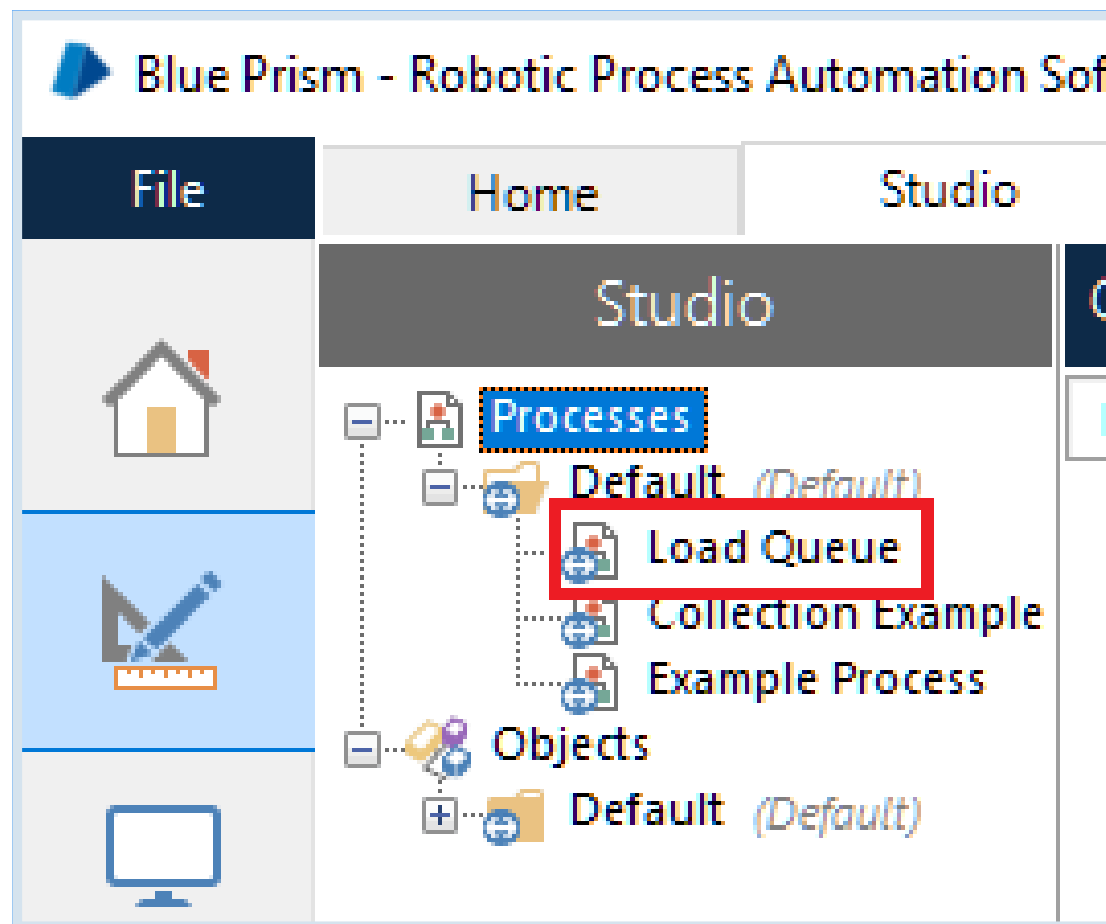 Blue Prism - Robotic Process Automation Sof
File
Home
Studio
Studio
Processes
Default (Default)
Load Queue
Collection Example
Example Process
Objects
Default (Default)